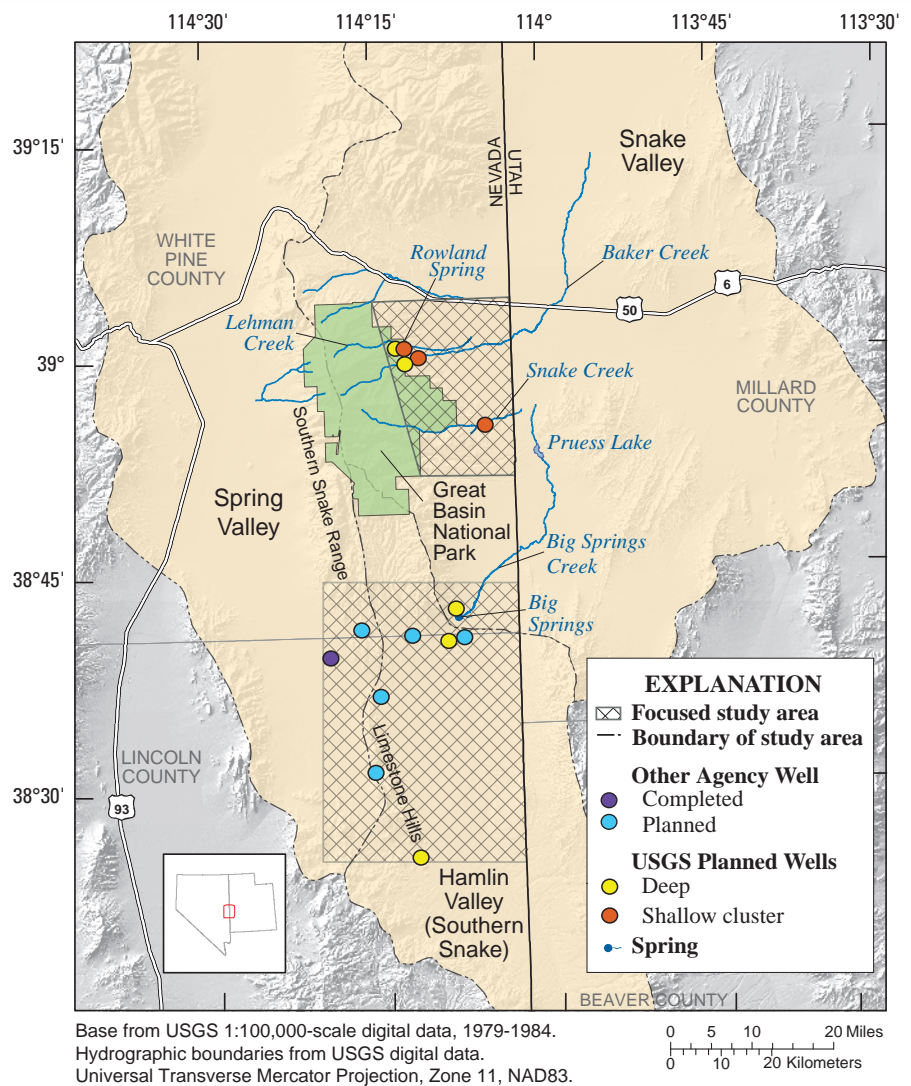 114°30'
114°15'
114°
113°45'
113°30'
39°15'
39°
38°45'
38°30'
NEVADA
UTAH
Snake
Valley
WHITE
PINE
COUNTY
Rowland
Spring
Baker Creek
6
50
Lehman
Creek
Snake Creek
MILLARD
COUNTY
Southern Snake Range
Pruess Lake
Spring
Valley
Great
Basin
National
Park
Big Springs
Creek
Big
Springs
LINCOLN
COUNTY
93
Limestone Hills
Hamlin
Valley
(Southern
Snake)
BEAVER COUNTY
EXPLANATION
Focused study area
Boundary of study area
Other Agency Well
Completed
Planned
USGS Planned Wells
Deep
Shallow cluster
Spring
Base from USGS 1:100,000-scale digital data, 1979-1984.
Hydrographic boundaries from USGS digital data.
Universal Transverse Mercator Projection, Zone 11, NAD83.
0 5 10 20 Miles
0 10 20 Kilometers